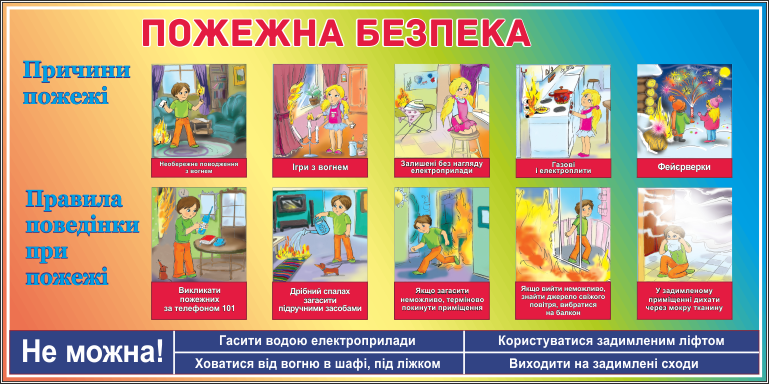 ПОЖЕЖНА БЕЗПЕКА
Причини
пожежі
Необережне поводження
з вогнем
Ігри з вогнем
Залишені без нагляду
електроприлади
Газові
і електроплити
Фейєрверки
Правила
поведінки
при
пожежі
Викликати
пожежних
за телефоном 101
Дрібний спалах
загасити
підручними засобами
Якщо загасити
неможливо, терміново
покинути приміщення
Якщо вийти неможливо,
знайти джерело свіжого
повітря, вибратися
на балкон
У задимленому
приміщенні дихати
через мокру тканину
Не можна!
Гасити водою електроприлади
Користуватися задимленим ліфтом
Ховатися від вогню в шафі, під ліжком
Виходити на задимлені сходи